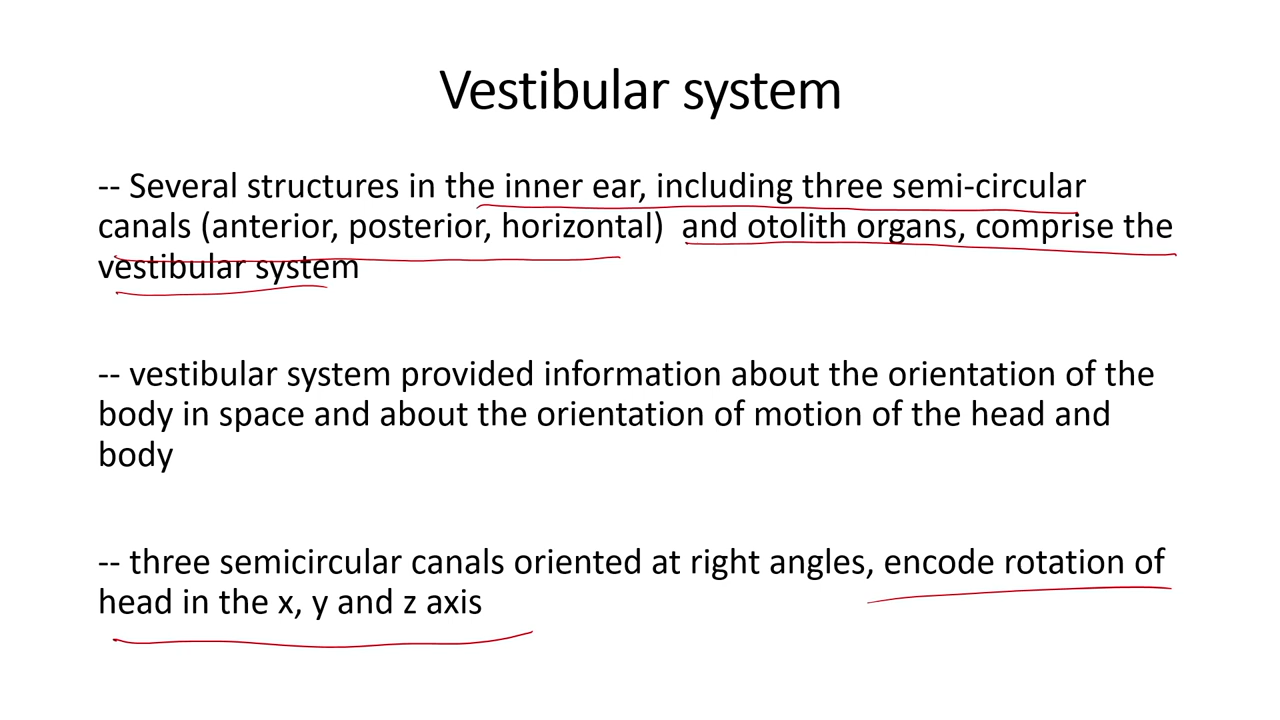 Vestibular system
-- Several structures in the inner ear, including three semi-circular
canals (anterior, posterior, horizontal)  and otolith organs, comprise the
vestibular system
-- vestibular system provided information about the orientation of the
body in space and about the orientation of motion of the head and
body
-- three semicircular canals oriented at right angles, encode rotation of
head in the x, y and z axis